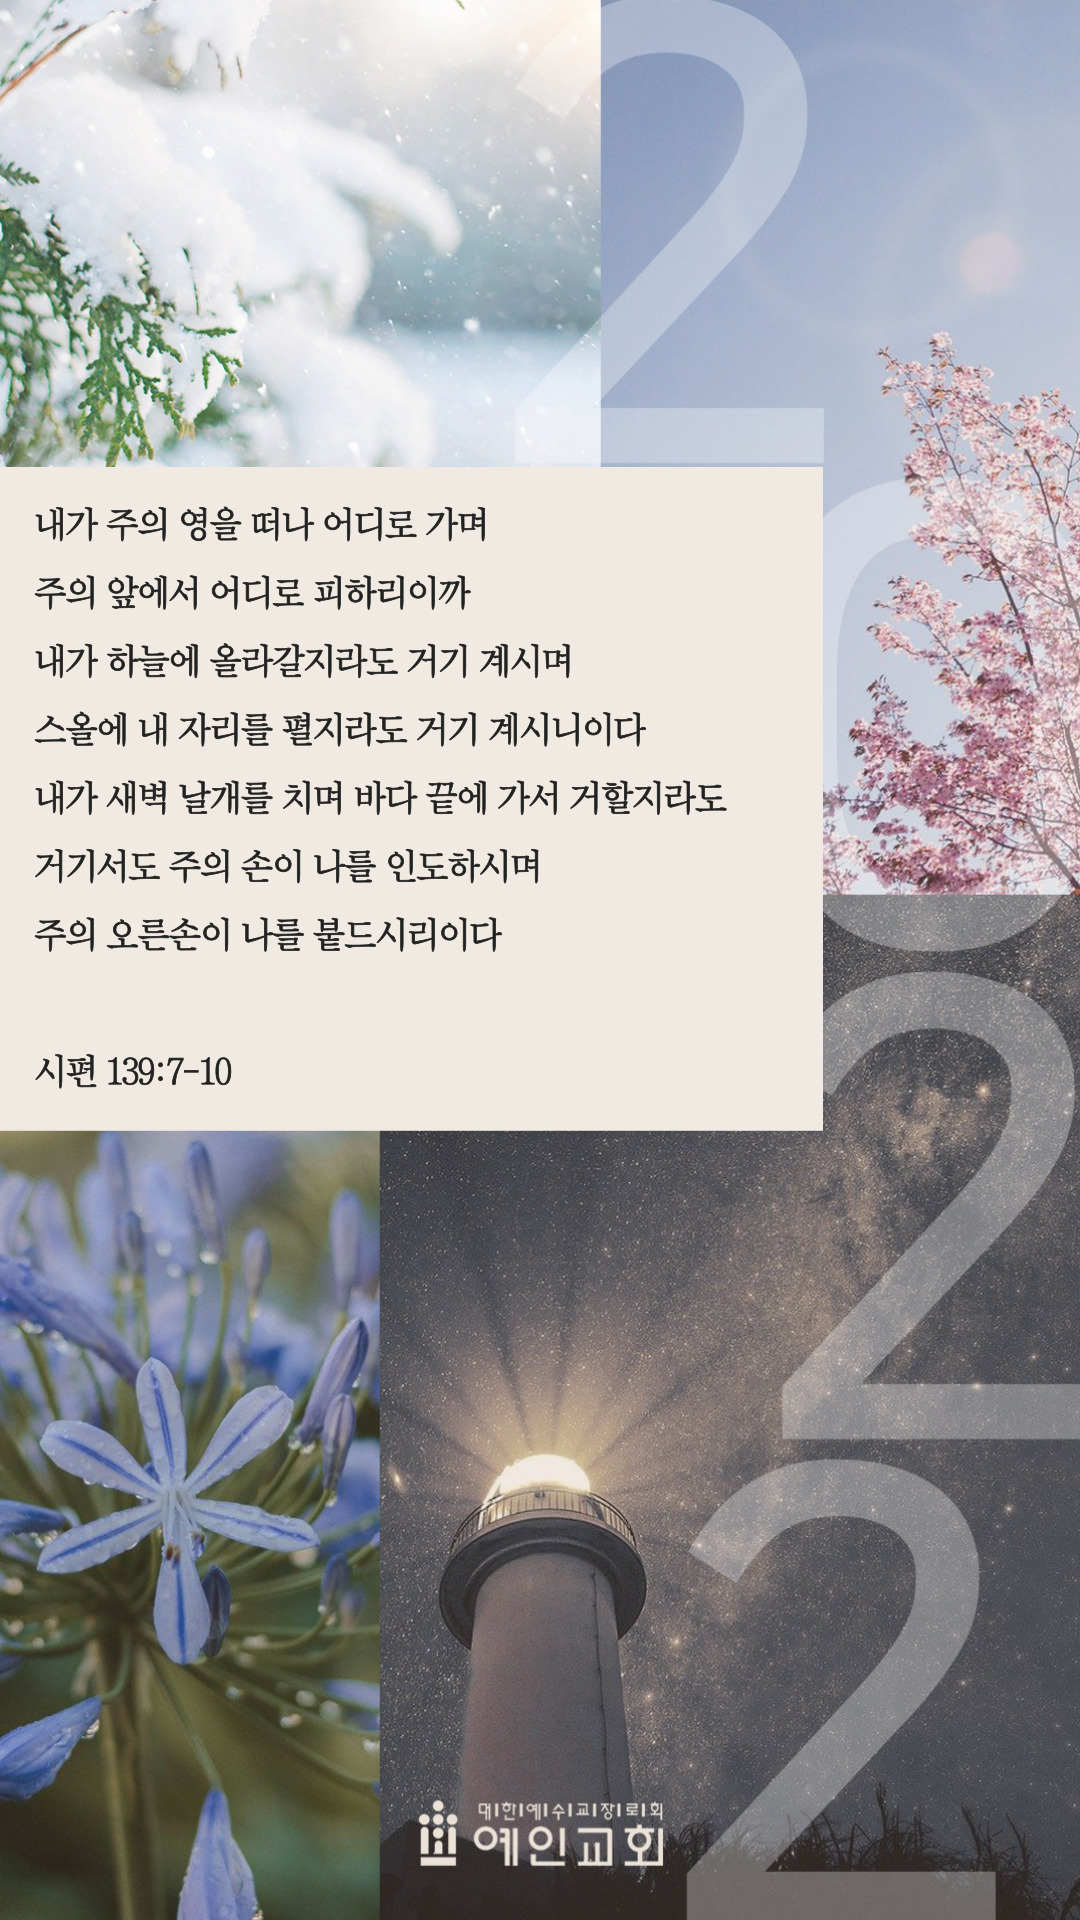 2022
내가 주의 영을 떠나 어디로 가며
주의 앞에서 어디로 피하리이까
내가 하늘에 올라갈지라도 거기 계시며
스올에 내 자리를 펼지라도 거기 계시니이다
내가 새벽 날개를 치며 바다 끝에 가서 거할지라도
거기서도 주의 손이 나를 인도하시며
주의 오른손이 나를 붙드시리이다
시편 139:7-10
대한예수교장로회
예인교회